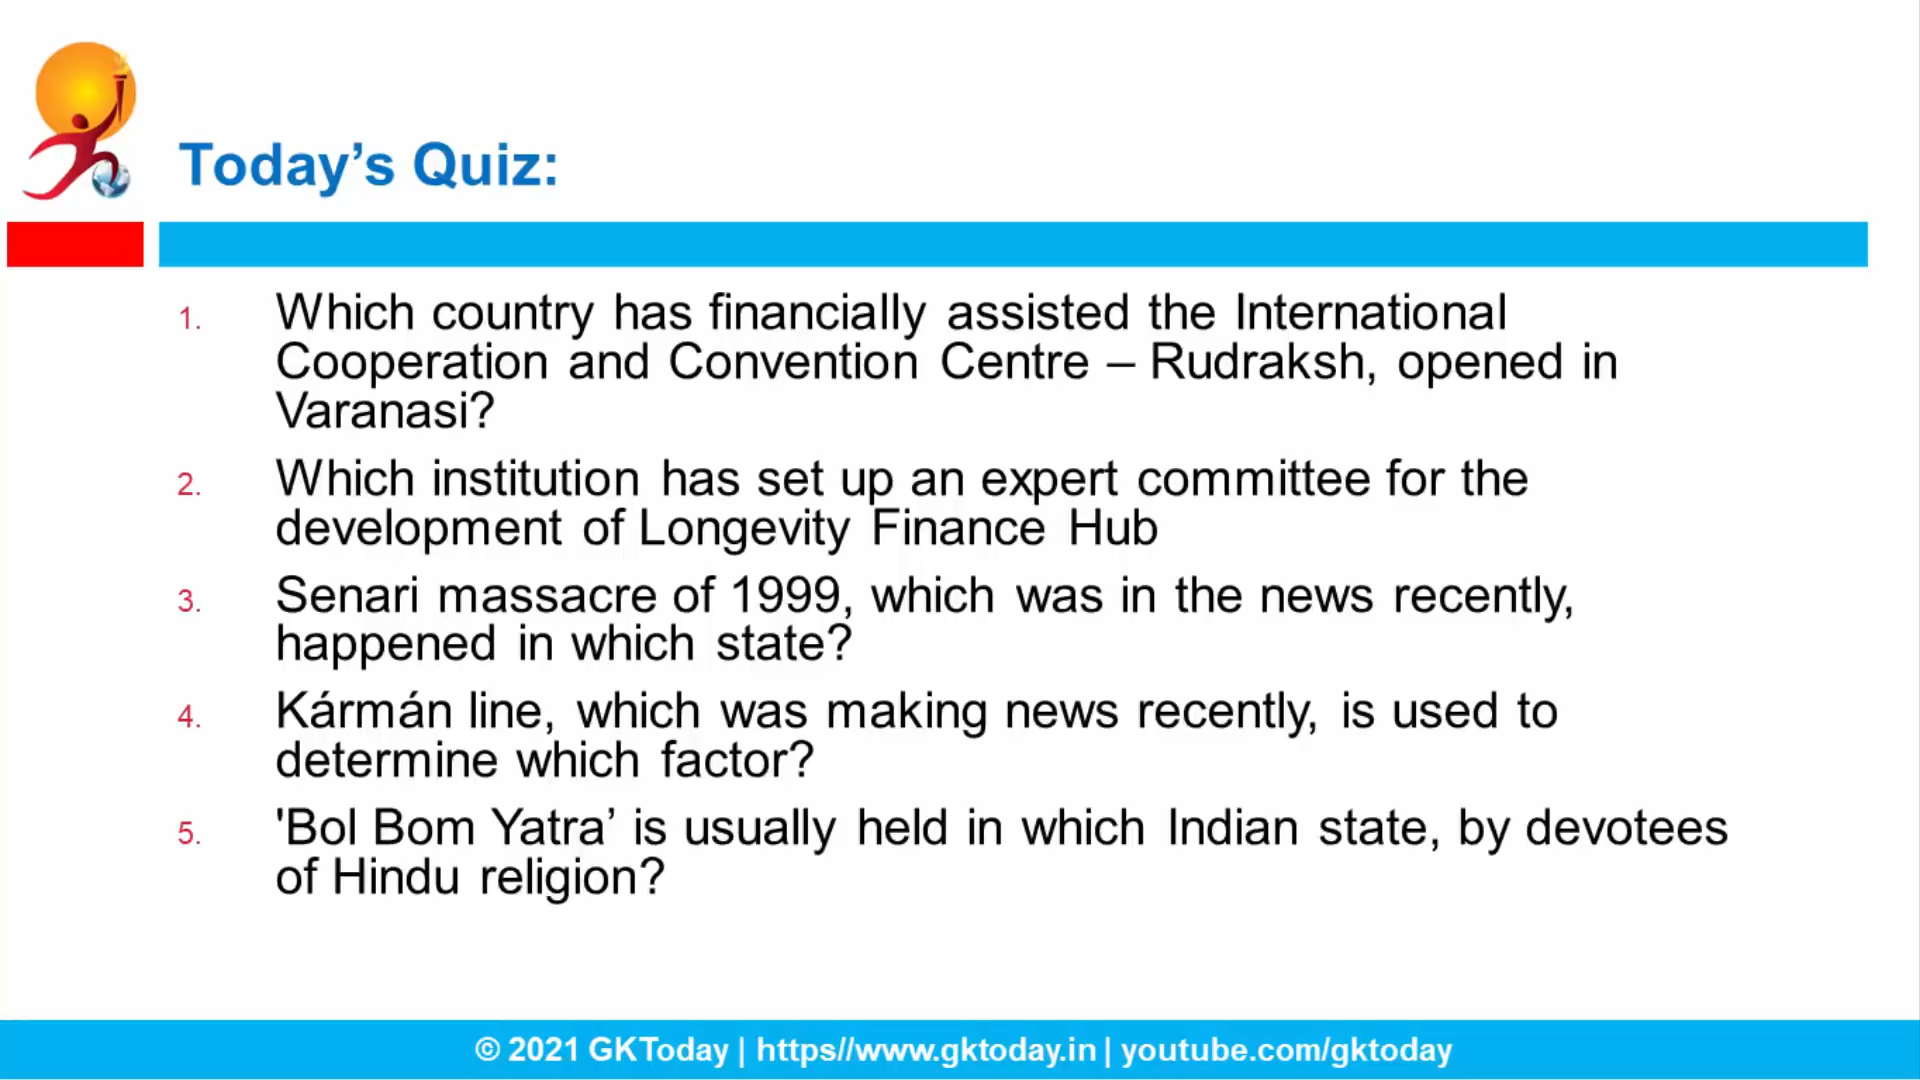 Today’s Quiz:
1. Which country has financially assisted the International
Cooperation and Convention Centre – Rudraksh, opened in
Varanasi?
2. Which institution has set up an expert committee for the
development of Longevity Finance Hub
3. Senari massacre of 1999, which was in the news recently,
happened in which state?
4. Kármán line, which was making news recently, is used to
determine which factor?
5. 'Bol Bom Yatra’ is usually held in which Indian state, by devotees
of Hindu religion?
© 2021 GKToday | https//www.gktoday.in | youtube.com/gktoday